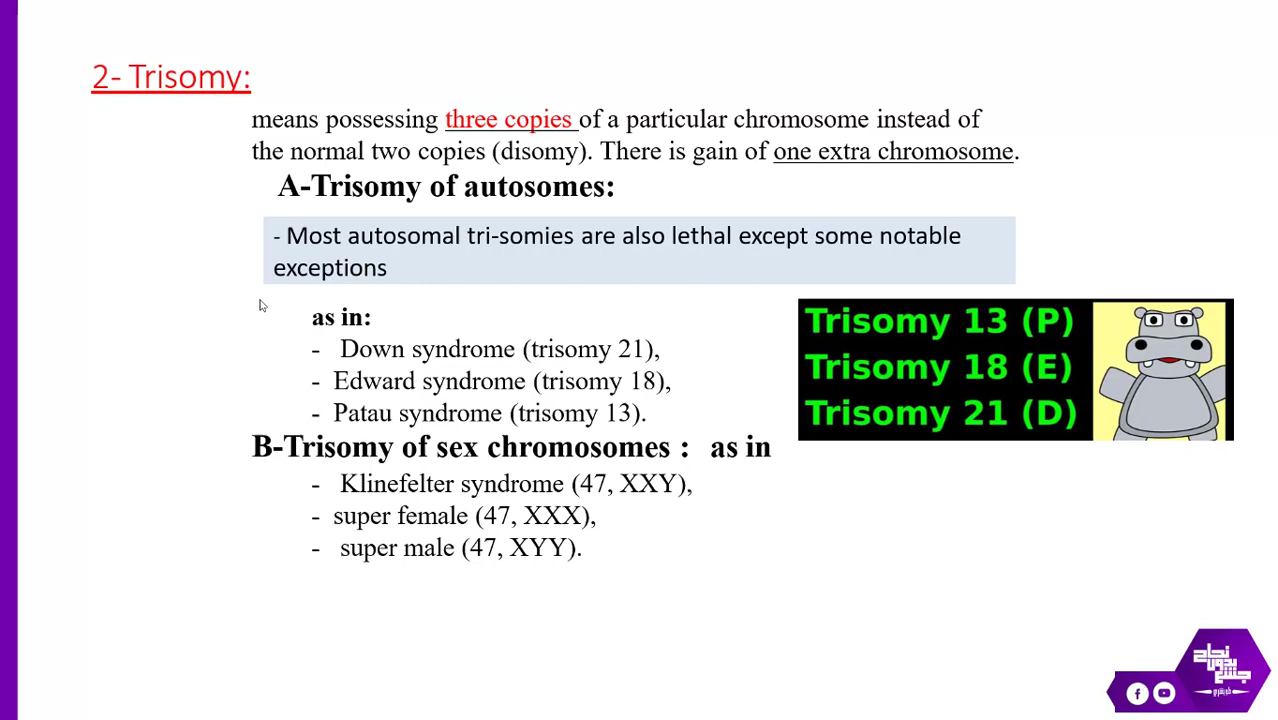 2- Trisomy:
means possessing three copies of a particular chromosome instead of
the normal two copies (disomy). There is gain of one extra chromosome.
A-Trisomy of autosomes:
- Most autosomal tri-somies are also lethal except some notable
exceptions
as in:
- Down syndrome (trisomy 21),
- Edward syndrome (trisomy 18),
- Patau syndrome (trisomy 13).
Trisomy 13 (P)
Trisomy 18 (E)
Trisomy 21 (D)
B-Trisomy of sex chromosomes : as in
- Klinefelter syndrome (47, XXY),
- super female (47, XXX),
- super male (47, XYY).
نجاح
بدون
جشع